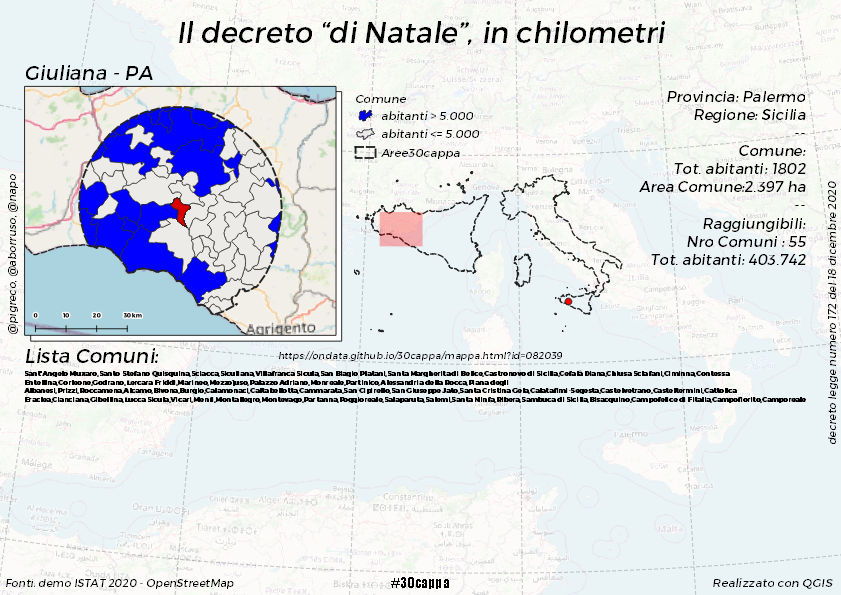 Il decreto “di Natale”, in chilometri
Giuliana - PA
Comune
abitanti > 5.000
abitanti <= 5.000
Aree30cappa
Provincia: Palermo
Regione: Sicilia
--
Comune:
Tot. abitanti: 1802
Area Comune:2.397 ha
--
Raggiungibili:
Nro Comuni : 55
Tot. abitanti: 403.742
0 10 20 30 km
Agrigento
@pigreco, @aborruso, @napo
decreto legge numero 172 del 18 dicembre 2020
Lista Comuni:
https://ondata.github.io/30cappa/mappa.html?id=082039
Sant'Angelo Muxaro,Santo Stefano Quisquina,Sciacca,Siculiana,Villafranca Sicula,San Biagio Platani,Santa Margherita di Belice,Castronovo di Sicilia,Cefalà Diana,Chiusa Sclafani,Ciminna,Contessa
Entellina,Corleone,Godrano,Lercara Friddi,Marineo,Mezzojuso,Palazzo Adriano,Monreale,Partinico,Alessandria della Rocca,Piana degli
Albanesi,Prizzi,Roccamena,Alcamo,Bivona,Burgio,Calamonaci,Caltabellotta,Cammarata,San Cipirello,San Giuseppe Jato,Santa Cristina Gela,Calatafimi-Segesta,Castelvetrano,Casteltermini,Cattolica
Eraclea,Cianciana,Gibellina,Lucca Sicula,Vicari,Menfi,Montallegro,Montevago,Partanna,Poggioreale,Salaparuta,Salemi,Santa Ninfa,Ribera,Sambuca di Sicilia,Bisacquino,Campofelice di Fitalia,Campofiorito,Camporeale
Constantine
Oran
Tiaret
Biskra
Fonti: demo ISTAT 2020 - OpenStreetMap
#30cappa
Realizzato con QGIS